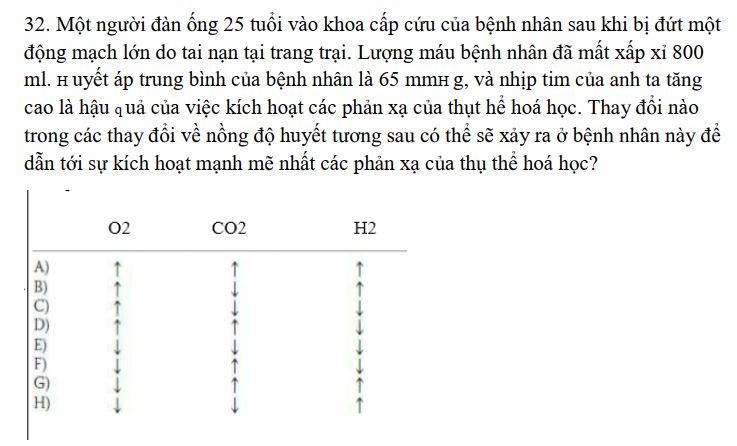 32. Một người đàn ống 25 tuổi vào khoa cấp cứu của bệnh nhân sau khi bị đứt một
động mạch lớn do tai nạn tại trang trại. Lượng máu bệnh nhân đã mất xấp xỉ 800
ml. H uyết áp trung bình của bệnh nhân là 65 mmH g, và nhịp tim của anh ta tăng
cao là hậu q uả của việc kích hoạt các phản xạ của thụt hể hoá học. Thay đổi nào
trong các thay đổi về nồng độ huyết tương sau có thể sẽ xảy ra ở bệnh nhân này để
dẫn tới sự kích hoạt mạnh mẽ nhất các phản xạ của thụ thể hoá học?
O2 CO2 H2
A) ↑ ↑ ↑
B) ↑ ↓ ↑
C) ↑ ↓ ↓
D) ↑ ↑ ↓
E) ↓ ↓ ↓
F) ↓ ↑ ↓
G) ↓ ↑ ↑
H) ↓ ↓ ↑